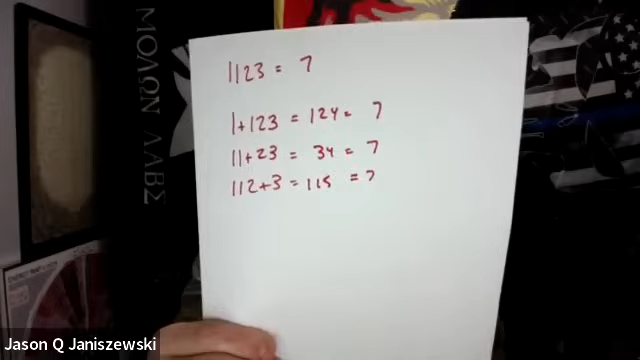 ΜΟΛΩΝ ΛΑΒΕ
1123 = 7
1+123 = 124 = 7
11+23 = 34 = 7
112+3 = 115 = 7
Jason Q Janiszewski